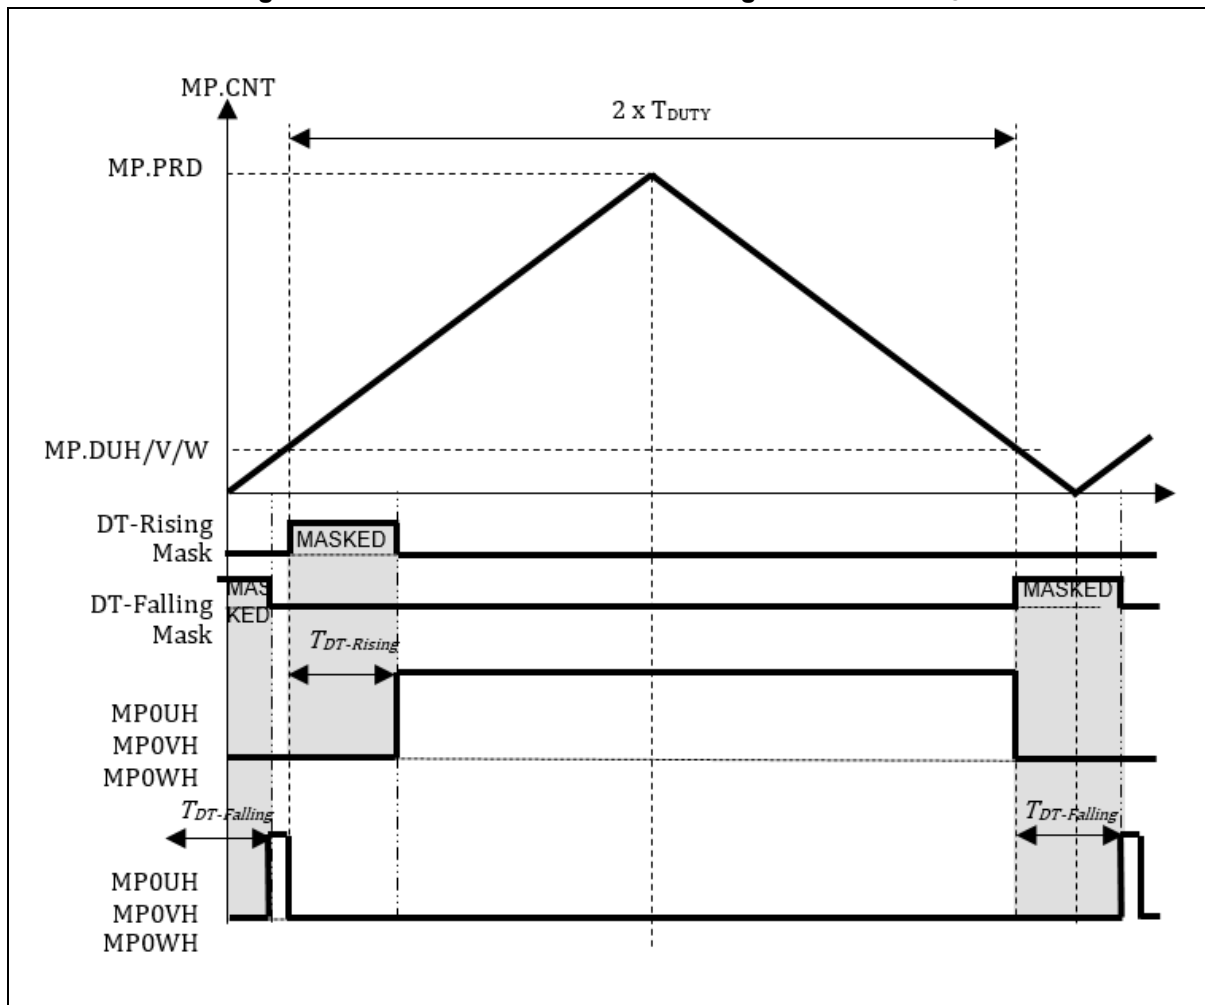 MP.CNT
2 x TDUTY
MP.PRD
MP.DUH/V/W
DT-Rising
Mask
MASKED
DT-Falling
Mask
MAS
KED
MASKED
TDT-Rising
MP0UH
MP0VH
MP0WH
TDT-Falling
TDT-Falling
MP0UH
MP0VH
MP0WH